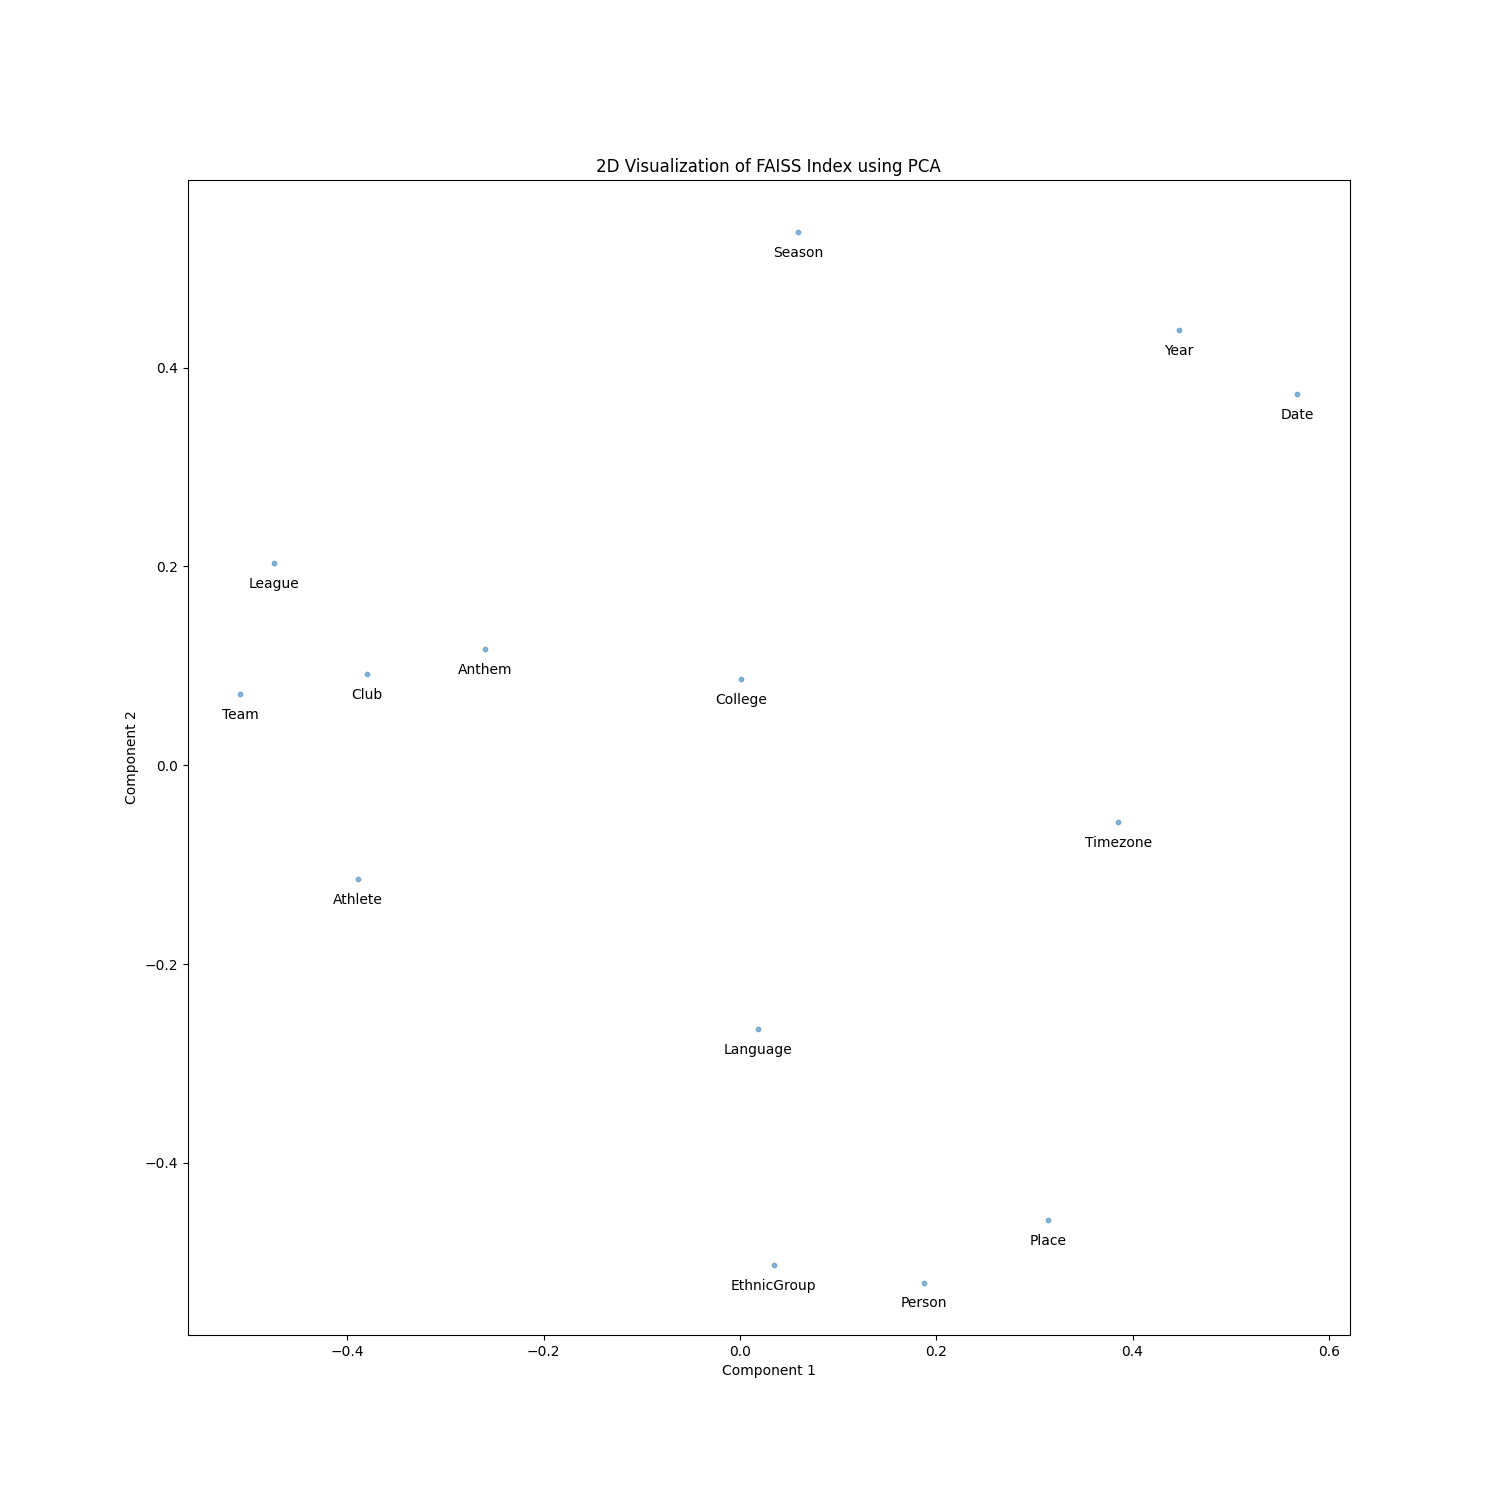 2D Visualization of FAISS Index using PCA
Season
Year
Date
League
Anthem
Club
College
Team
Timezone
Athlete
Language
Place
EthnicGroup
Person
0.4
0.2
0.0
−0.2
−0.4
Component 2
−0.4
−0.2
0.0
0.2
0.4
0.6
Component 1